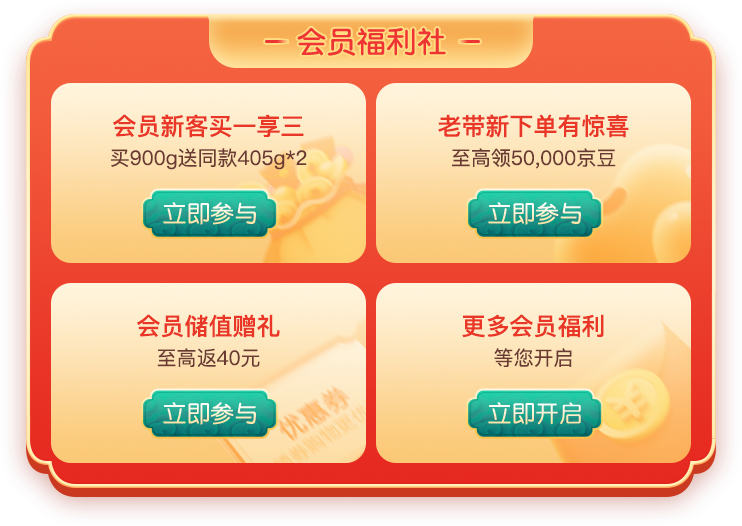 会员福利社
会员新客买一享三
买900g送同款405g*2
立即参与
老带新下单有惊喜
至高领50,000京豆
立即参与
会员储值赠礼
至高返40元
立即参与
优惠券
更多会员福利
等您开启
立即开启
¥